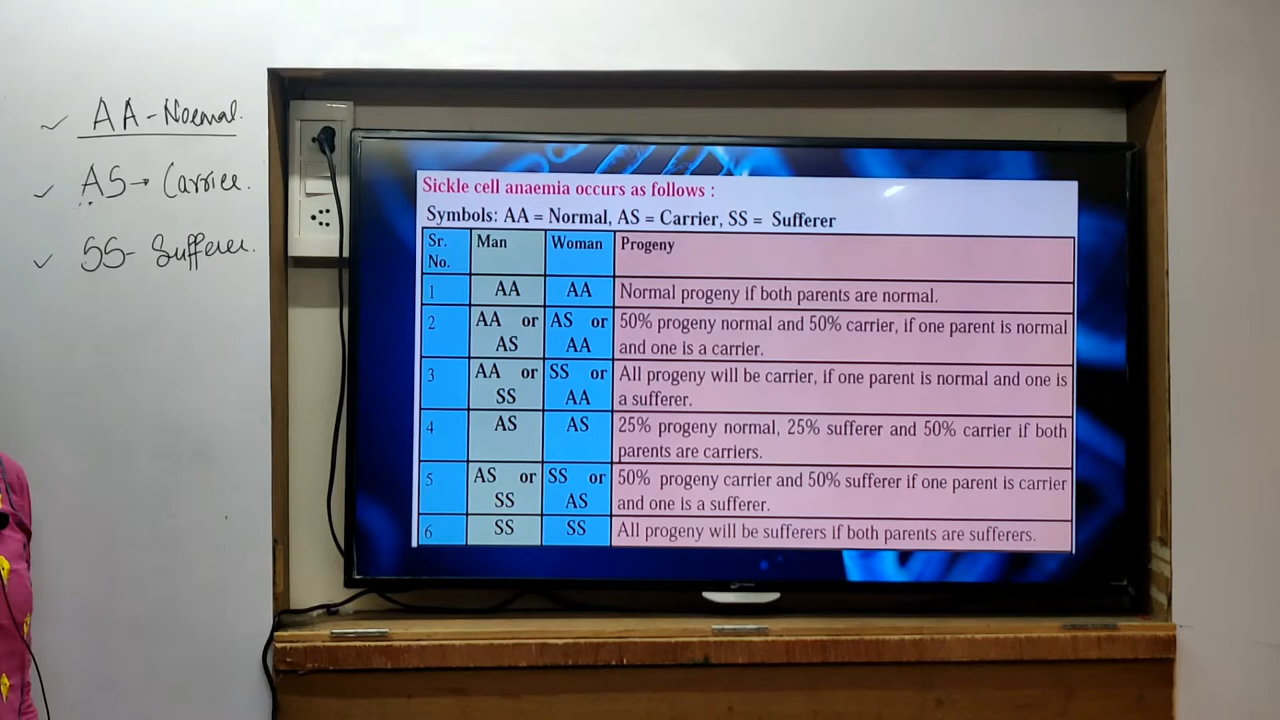 AA - Normal.
AS → Carrier.
SS - Sufferer.
Sickle cell anaemia occurs as follows :
Symbols: AA = Normal, AS = Carrier, SS = Sufferer
Sr. No. Man Woman Progeny
1 AA AA Normal progeny if both parents are normal.
2 AA or AS or 50% progeny normal and 50% carrier, if one parent is normal
AS AA and one is a carrier.
3 AA or SS or All progeny will be carrier, if one parent is normal and one is
SS AA a sufferer.
4 AS AS 25% progeny normal, 25% sufferer and 50% carrier if both
parents are carriers.
5 AS or SS or 50% progeny carrier and 50% sufferer if one parent is carrier
SS AS and one is a sufferer.
6 SS SS All progeny will be sufferers if both parents are sufferers.